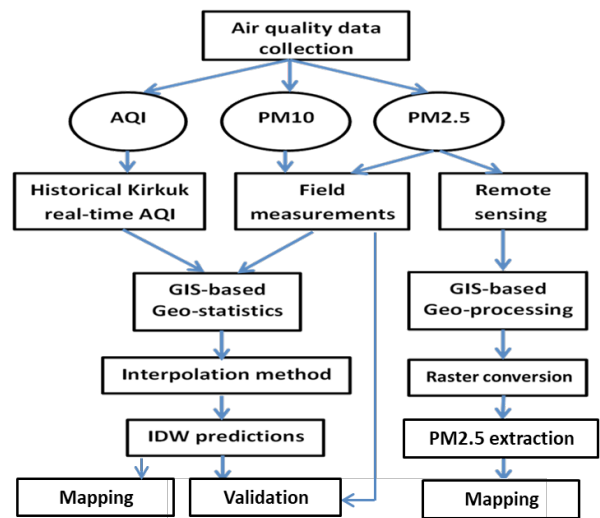 Air quality data
collection
AQI
PM10
PM2.5
Historical Kirkuk
real-time AQI
Field
measurements
Remote
sensing
GIS-based
Geo-statistics
GIS-based
Geo-processing
Interpolation method
Raster conversion
IDW predictions
PM2.5 extraction
Mapping
Validation
Mapping